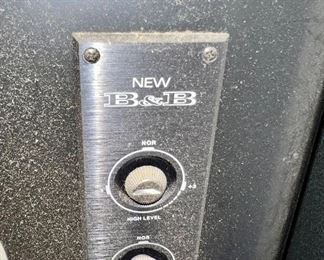 NEW
B&B
NOR
+3
HIGH LEVEL
NOR